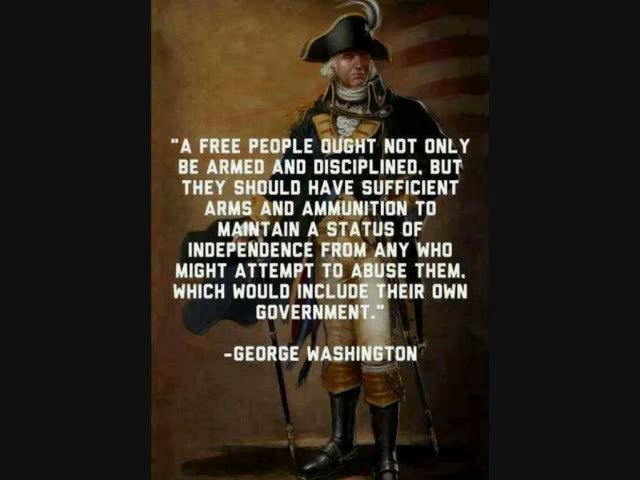 "A FREE PEOPLE OUGHT NOT ONLY
BE ARMED AND DISCIPLINED, BUT
THEY SHOULD HAVE SUFFICIENT
ARMS AND AMMUNITION TO
MAINTAIN A STATUS OF
INDEPENDENCE FROM ANY WHO
MIGHT ATTEMPT TO ABUSE THEM,
WHICH WOULD INCLUDE THEIR OWN
GOVERNMENT."
-GEORGE WASHINGTON